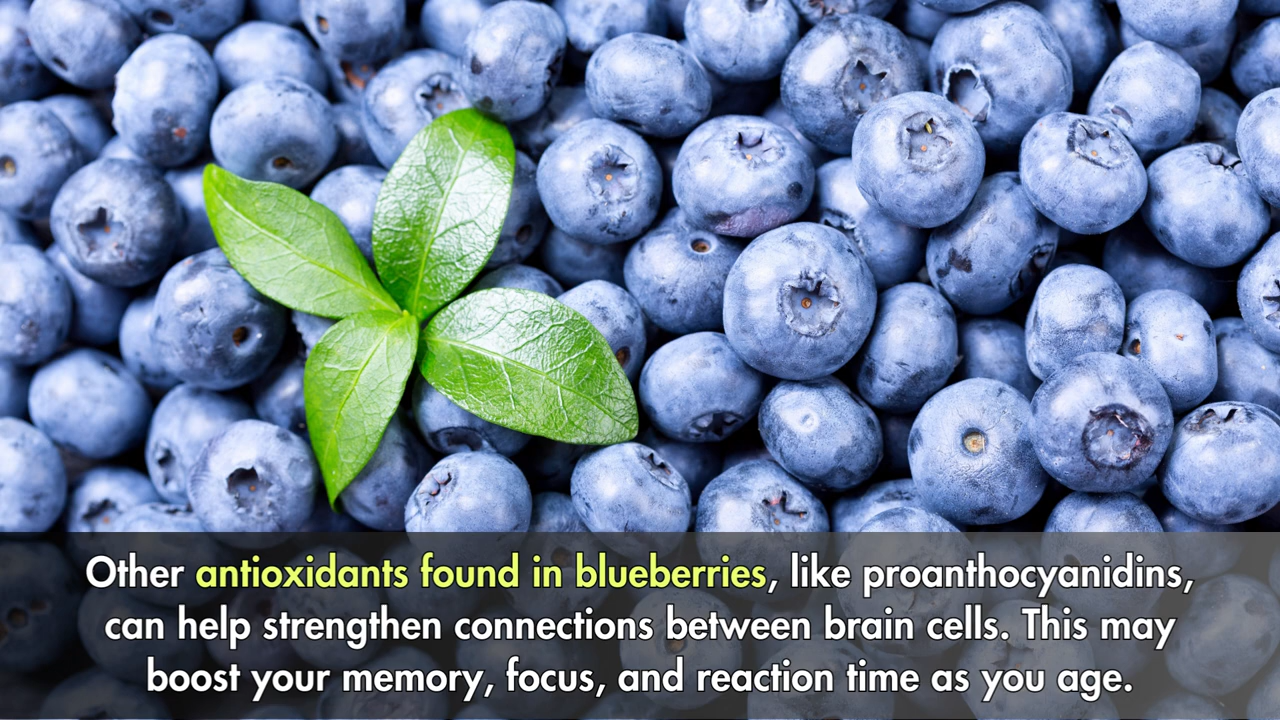 Other antioxidants found in blueberries, like proanthocyanidins,
can help strengthen connections between brain cells. This may
boost your memory, focus, and reaction time as you age.